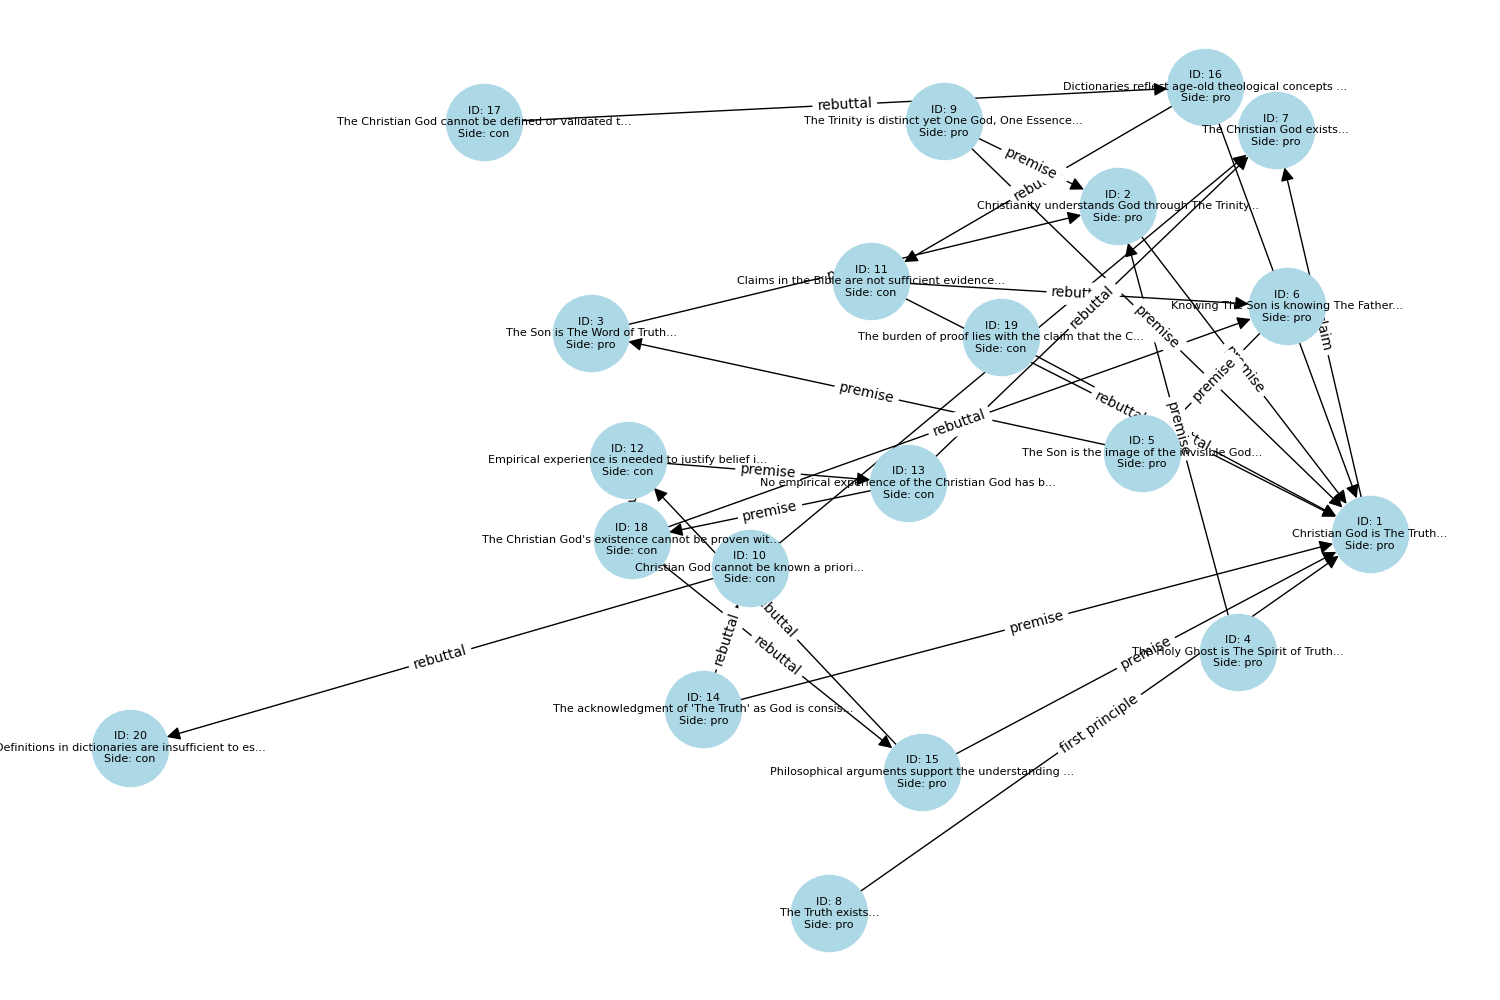 ID: 16
Dictionaries reflect age-old theological concepts ...
Side: pro
rebuttal
ID: 17
The Christian God cannot be defined or validated t...
Side: con
ID: 9
The Trinity is distinct yet One God, One Essence...
Side: pro
ID: 7
The Christian God exists...
Side: pro
premise
ID: 2
Christianity understands God through The Trinity...
Side: pro
ID: 11
Claims in the Bible are not sufficient evidence...
Side: con
rebuttal
ID: 6
Knowing The Son is knowing The Father...
Side: pro
rebuttal
ID: 3
The Son is The Word of Truth...
Side: pro
ID: 19
The burden of proof lies with the claim that the C...
Side: con
premise
claim
premise
premise
premise
rebuttal
rebuttal
premise
ID: 5
The Son is the image of the invisible God...
Side: pro
ID: 12
Empirical experience is needed to justify belief i...
Side: con
premise
ID: 13
No empirical experience of the Christian God has b...
Side: con
premise
ID: 18
The Christian God's existence cannot be proven wit...
Side: con
ID: 1
Christian God is The Truth...
Side: pro
ID: 10
Christian God cannot be known a priori...
Side: con
rebuttal
rebuttal
rebuttal
rebuttal
premise
premise
ID: 4
The Holy Ghost is The Spirit of Truth...
Side: pro
ID: 14
The acknowledgment of 'The Truth' as God is consis...
Side: pro
first principle
ID: 20
Definitions in dictionaries are insufficient to es...
Side: con
ID: 15
Philosophical arguments support the understanding ...
Side: pro
ID: 8
The Truth exists...
Side: pro